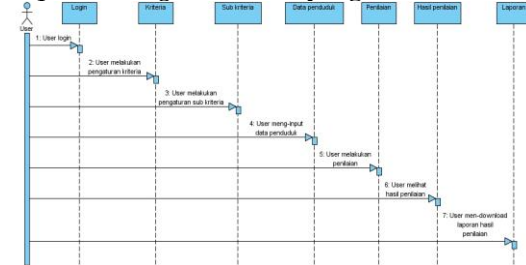 Login
Kriteria
Sub kriteria
Data penduduk
Penilaian
Hasil penilaian
Laporan
User
1: User login
2: User melakukan
pengaturan kriteria
3: User melakukan
pengaturan sub kriteria
4: User meng-input
data penduduk
5: User melakukan
penilaian
6: User melihat
hasil penilaian
7: User men-download
laporan hasil
penilaian